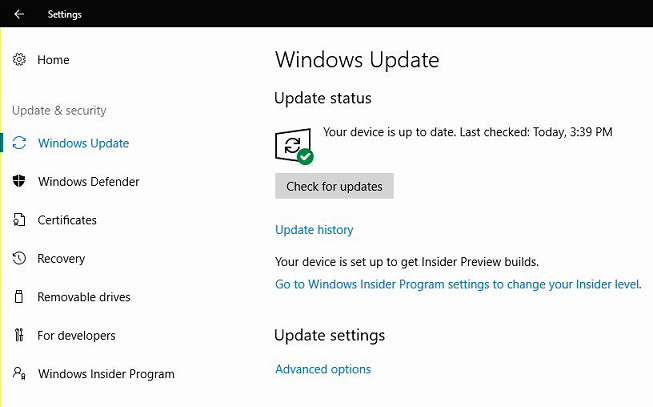 Settings
Home
Update & security
Windows Update
Windows Defender
Certificates
Recovery
Removable drives
For developers
Windows Insider Program
Windows Update
Update status
Your device is up to date. Last checked: Today, 3:39 PM
Check for updates
Update history
Your device is set up to get Insider Preview builds.
Go to Windows Insider Program settings to change your Insider level.
Update settings
Advanced options